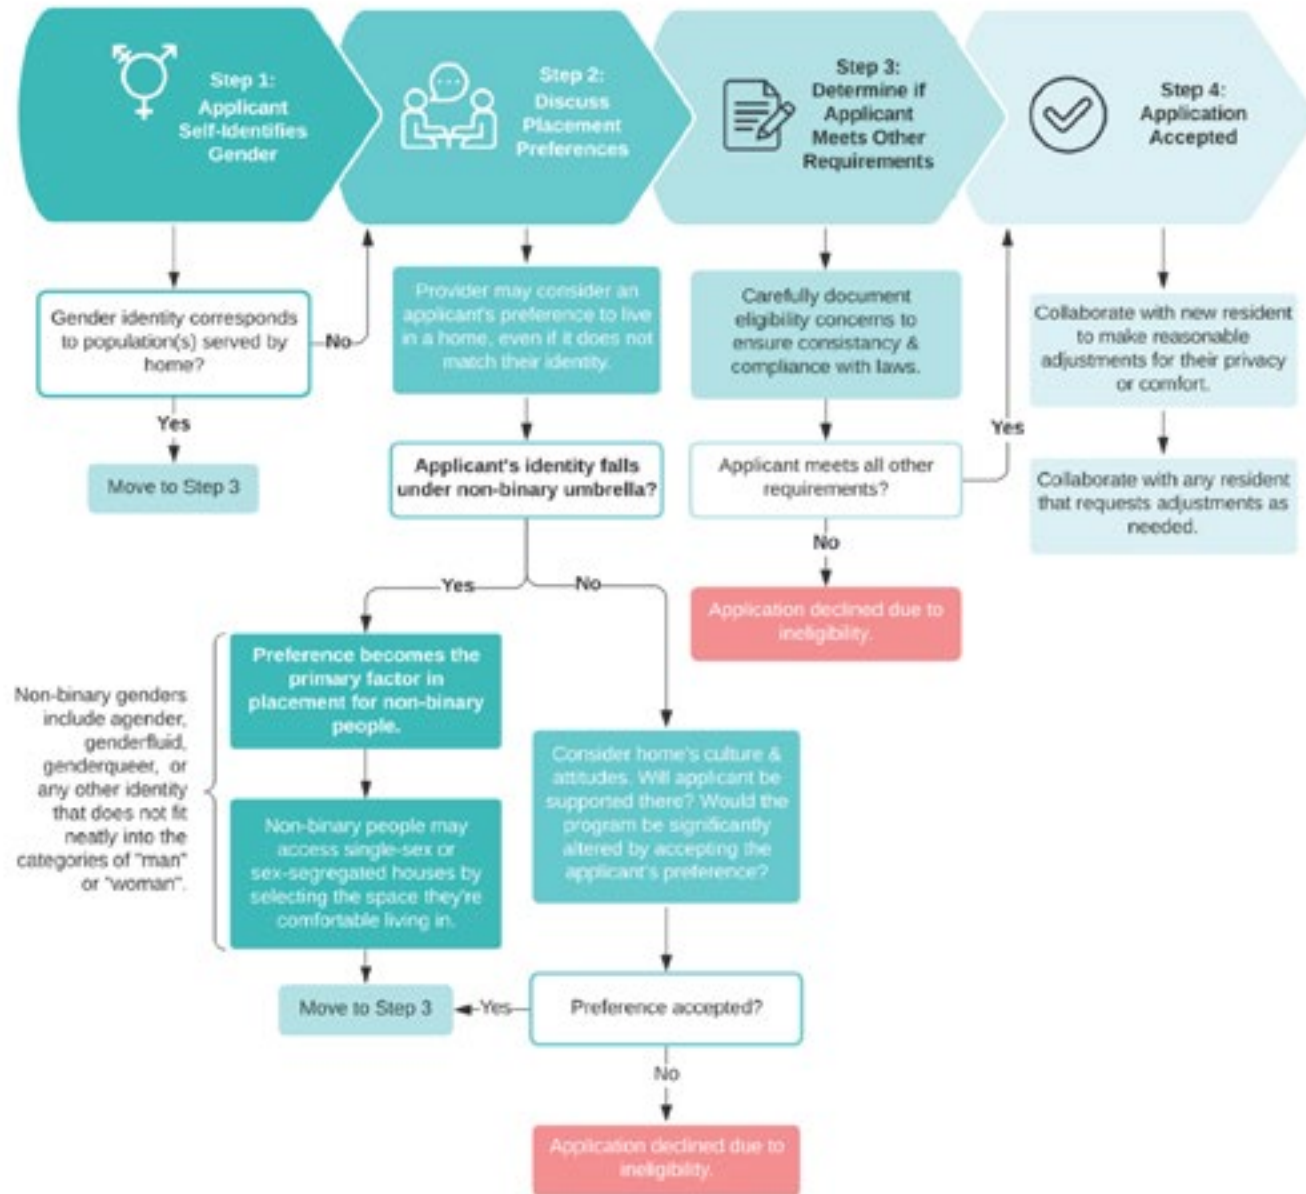 Step 1:
Applicant
Self-Identifies
Gender
Step 2:
Discuss
Placement
Preferences
Step 3:
Determine if
Applicant
Meets Other
Requirements
Step 4:
Application
Accepted
Gender identity corresponds
to population(s) served by
home?
No
Yes
Move to Step 3
Provider may consider an
applicant's preference to live
in a home, even if it does not
match their identity.
Applicant's identity falls
under non-binary umbrella?
Yes
No
Preference becomes the
primary factor in
placement for non-binary
people.
Non-binary people may
access single-sex or
sex-segregated houses by
selecting the space they're
comfortable living in.
Non-binary genders
include agender,
genderfluid,
genderqueer, or
any other identity
that does not fit
neatly into the
categories of "man"
or "woman".
Move to Step 3
Consider home's culture &
attitudes. Will applicant be
supported there? Would the
program be significantly
altered by accepting the
applicant's preference?
Yes
Preference accepted?
No
Application declined due to
ineligibility.
Carefully document
eligibility concerns to
ensure consistancy &
compliance with laws.
Applicant meets all other
requirements?
Yes
No
Application declined due to
ineligibility.
Collaborate with new resident
to make reasonable
adjustments for their privacy
or comfort.
Collaborate with any resident
that requests adjustments as
needed.